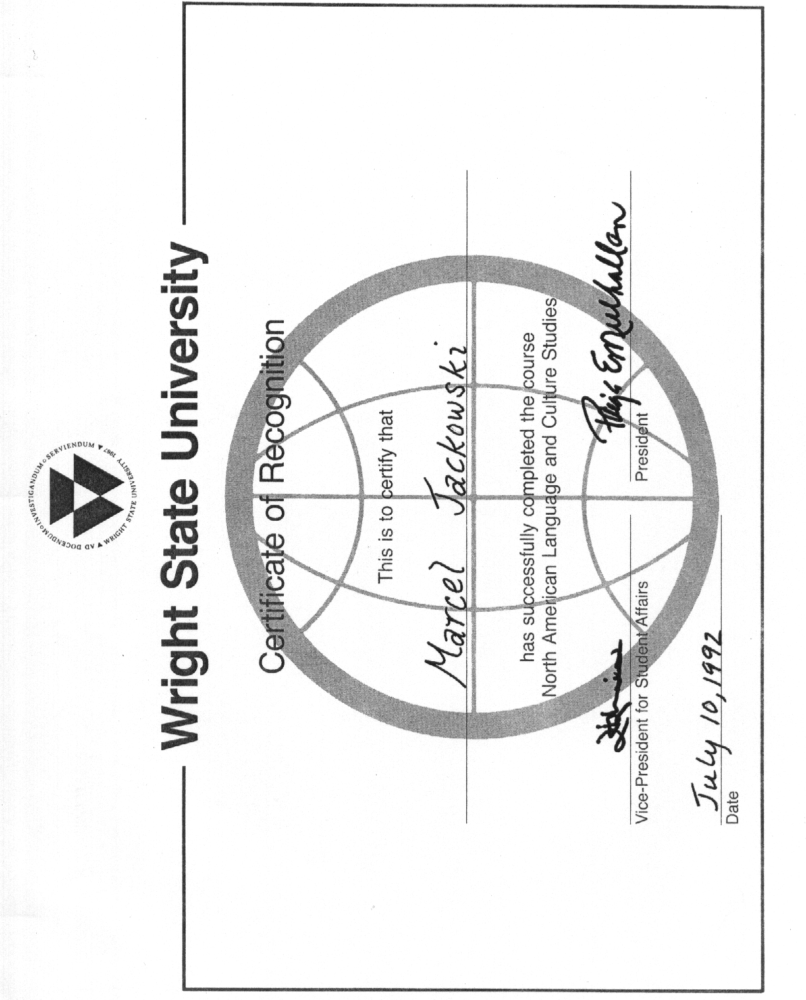 AD DOCENDUM ○ INVESTIGANDUM ○ SERVIENDUM ▼
▲ WRIGHT STATE UNIVERSITY 1967
Wright State University
Certificate of Recognition
This is to certify that
Marcel Jackowski
has successfully completed the course
North American Language and Culture Studies
Paige E Mulhollan
Vice-President for Student Affairs President
July 10, 1992
Date